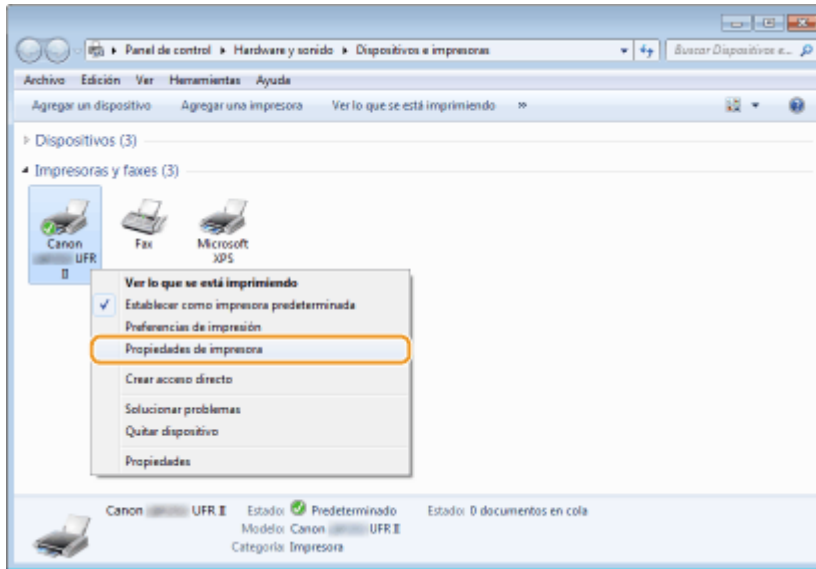 Panel de control Hardware y sonido Dispositivos e impresoras Buscar Dispositivos e...
Archivo Edición Ver Herramientas Ayuda
Agregar un dispositivo Agregar una impresora Ver lo que se está imprimiendo »
Dispositivos (3)
Impresoras y faxes (3)
Canon Fax Microsoft
UFR XPS
II
Ver lo que se está imprimiendo
Establecer como impresora predeterminada
Preferencias de impresión
Propiedades de impresora
Crear acceso directo
Solucionar problemas
Quitar dispositivo
Propiedades
Canon UFR II Estado: Predeterminado Estado: 0 documentos en cola
Modelo: Canon UFR II
Categoría: Impresora